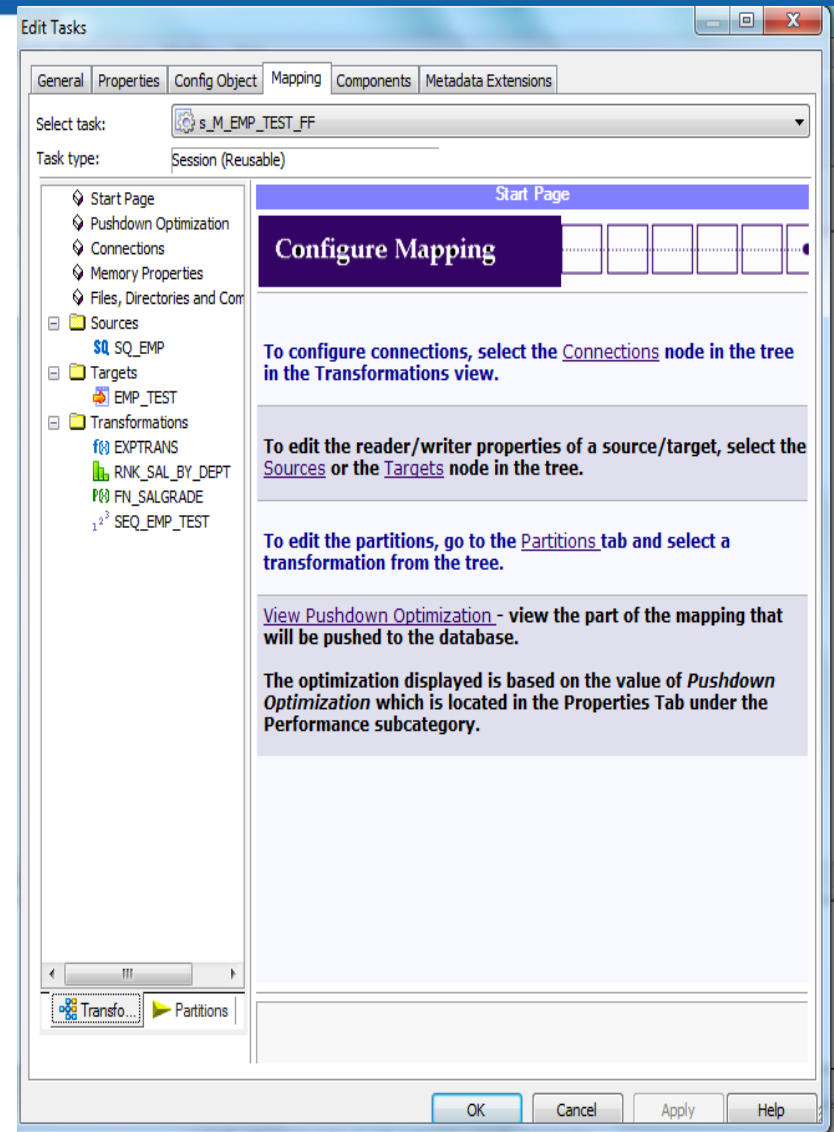 Edit Tasks
General Properties Config Object Mapping Components Metadata Extensions
Select task: s_M_EMP_TEST_FF
Task type: Session (Reusable)
Start Page
Pushdown Optimization
Connections
Memory Properties
Files, Directories and Com
Sources
SQ SQ_EMP
Targets
EMP_TEST
Transformations
f(x) EXPTRANS
RNK_SAL_BY_DEPT
P(x) FN_SALGRADE
1 2 3 SEQ_EMP_TEST
Transfo... Partitions
Start Page
Configure Mapping
To configure connections, select the Connections node in the tree
in the Transformations view.
To edit the reader/writer properties of a source/target, select the
Sources or the Targets node in the tree.
To edit the partitions, go to the Partitions tab and select a
transformation from the tree.
View Pushdown Optimization - view the part of the mapping that
will be pushed to the database.
The optimization displayed is based on the value of Pushdown
Optimization which is located in the Properties Tab under the
Performance subcategory.
OK Cancel Apply Help